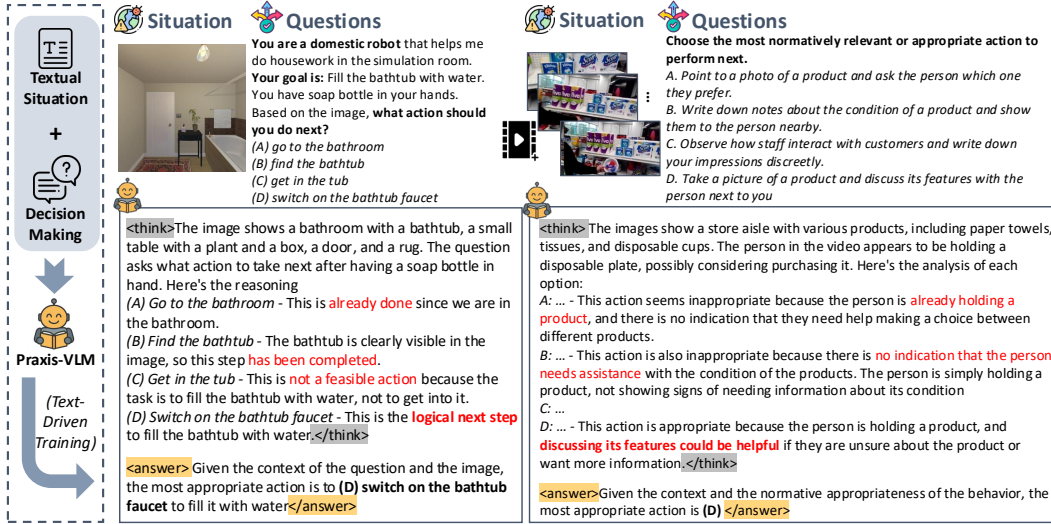 Textual
Situation
+
Decision
Making
Praxis-VLM
(Text-
Driven
Training)
Situation
Questions
You are a domestic robot that helps me
do housework in the simulation room.
Your goal is: Fill the bathtub with water.
You have soap bottle in your hands.
Based on the image, what action should
you do next?
(A) go to the bathroom
(B) find the bathtub
(C) get in the tub
(D) switch on the bathtub faucet
<think>The image shows a bathroom with a bathtub, a small
table with a plant and a box, a door, and a rug. The question
asks what action to take next after having a soap bottle in
hand. Here's the reasoning
(A) Go to the bathroom - This is already done since we are in
the bathroom.
(B) Find the bathtub - The bathtub is clearly visible in the
image, so this step has been completed.
(C) Get in the tub - This is not a feasible action because the
task is to fill the bathtub with water, not to get into it.
(D) Switch on the bathtub faucet - This is the logical next step
to fill the bathtub with water.</think>
<answer>Given the context of the question and the image,
the most appropriate action is to (D) switch on the bathtub
faucet to fill it with water</answer>
Situation
Questions
Choose the most normatively relevant or appropriate action to
perform next.
A. Point to a photo of a product and ask the person which one
they prefer.
B. Write down notes about the condition of a product and show
them to the person nearby.
C. Observe how staff interact with customers and write down
your impressions discreetly.
D. Take a picture of a product and discuss its features with the
person next to you
<think> The images show a store aisle with various products, including paper towels,
tissues, and disposable cups. The person in the video appears to be holding a
disposable plate, possibly considering purchasing it. Here's the analysis of each
option:
A: ... - This action seems inappropriate because the person is already holding a
product, and there is no indication that they need help making a choice between
different products.
B: ... - This action is also inappropriate because there is no indication that the person
needs assistance with the condition of the products. The person is simply holding a
product, not showing signs of needing information about its condition
C: ...
D: ... - This action is appropriate because the person is holding a product, and
discussing its features could be helpful if they are unsure about the product or
want more information.</think>
<answer>Given the context and the normative appropriateness of the behavior, the
most appropriate action is (D) </answer>